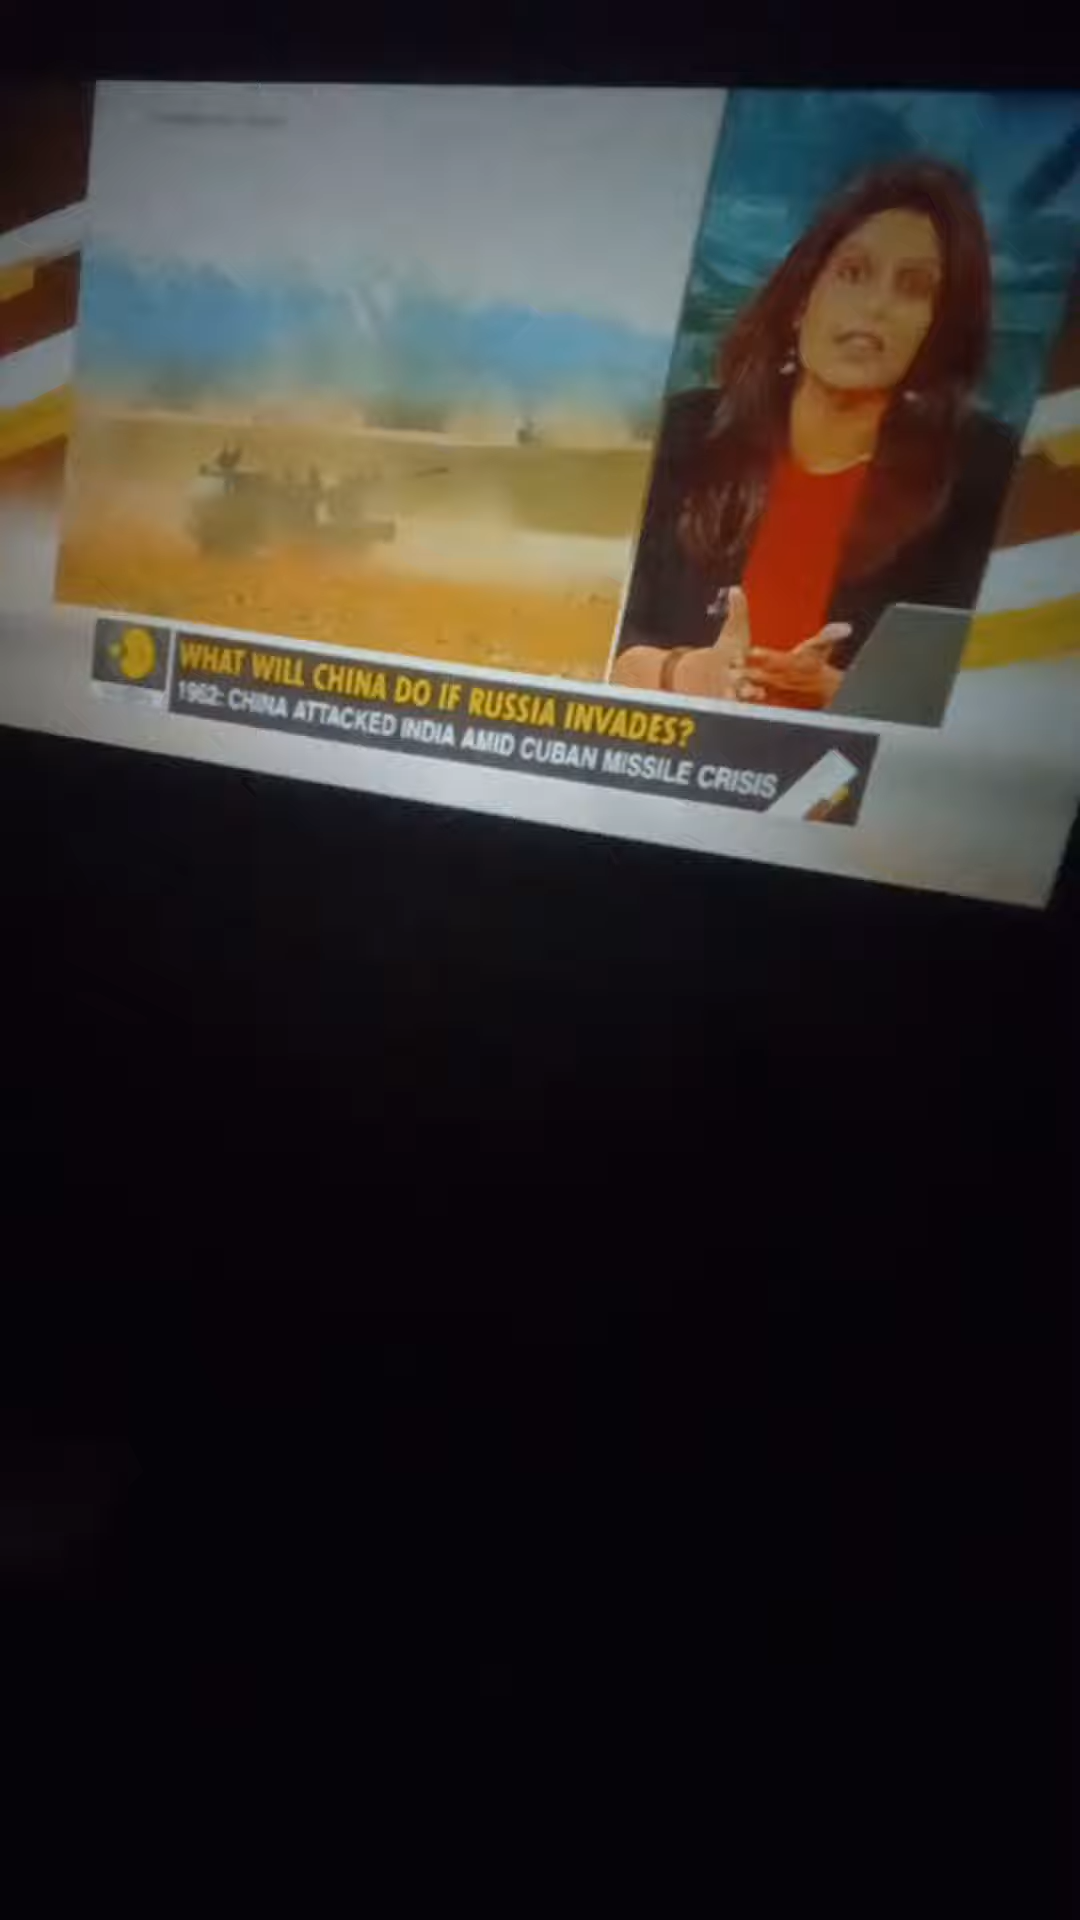 WHAT WILL CHINA DO IF RUSSIA INVADES?
1962: CHINA ATTACKED INDIA AMID CUBAN MISSILE CRISIS